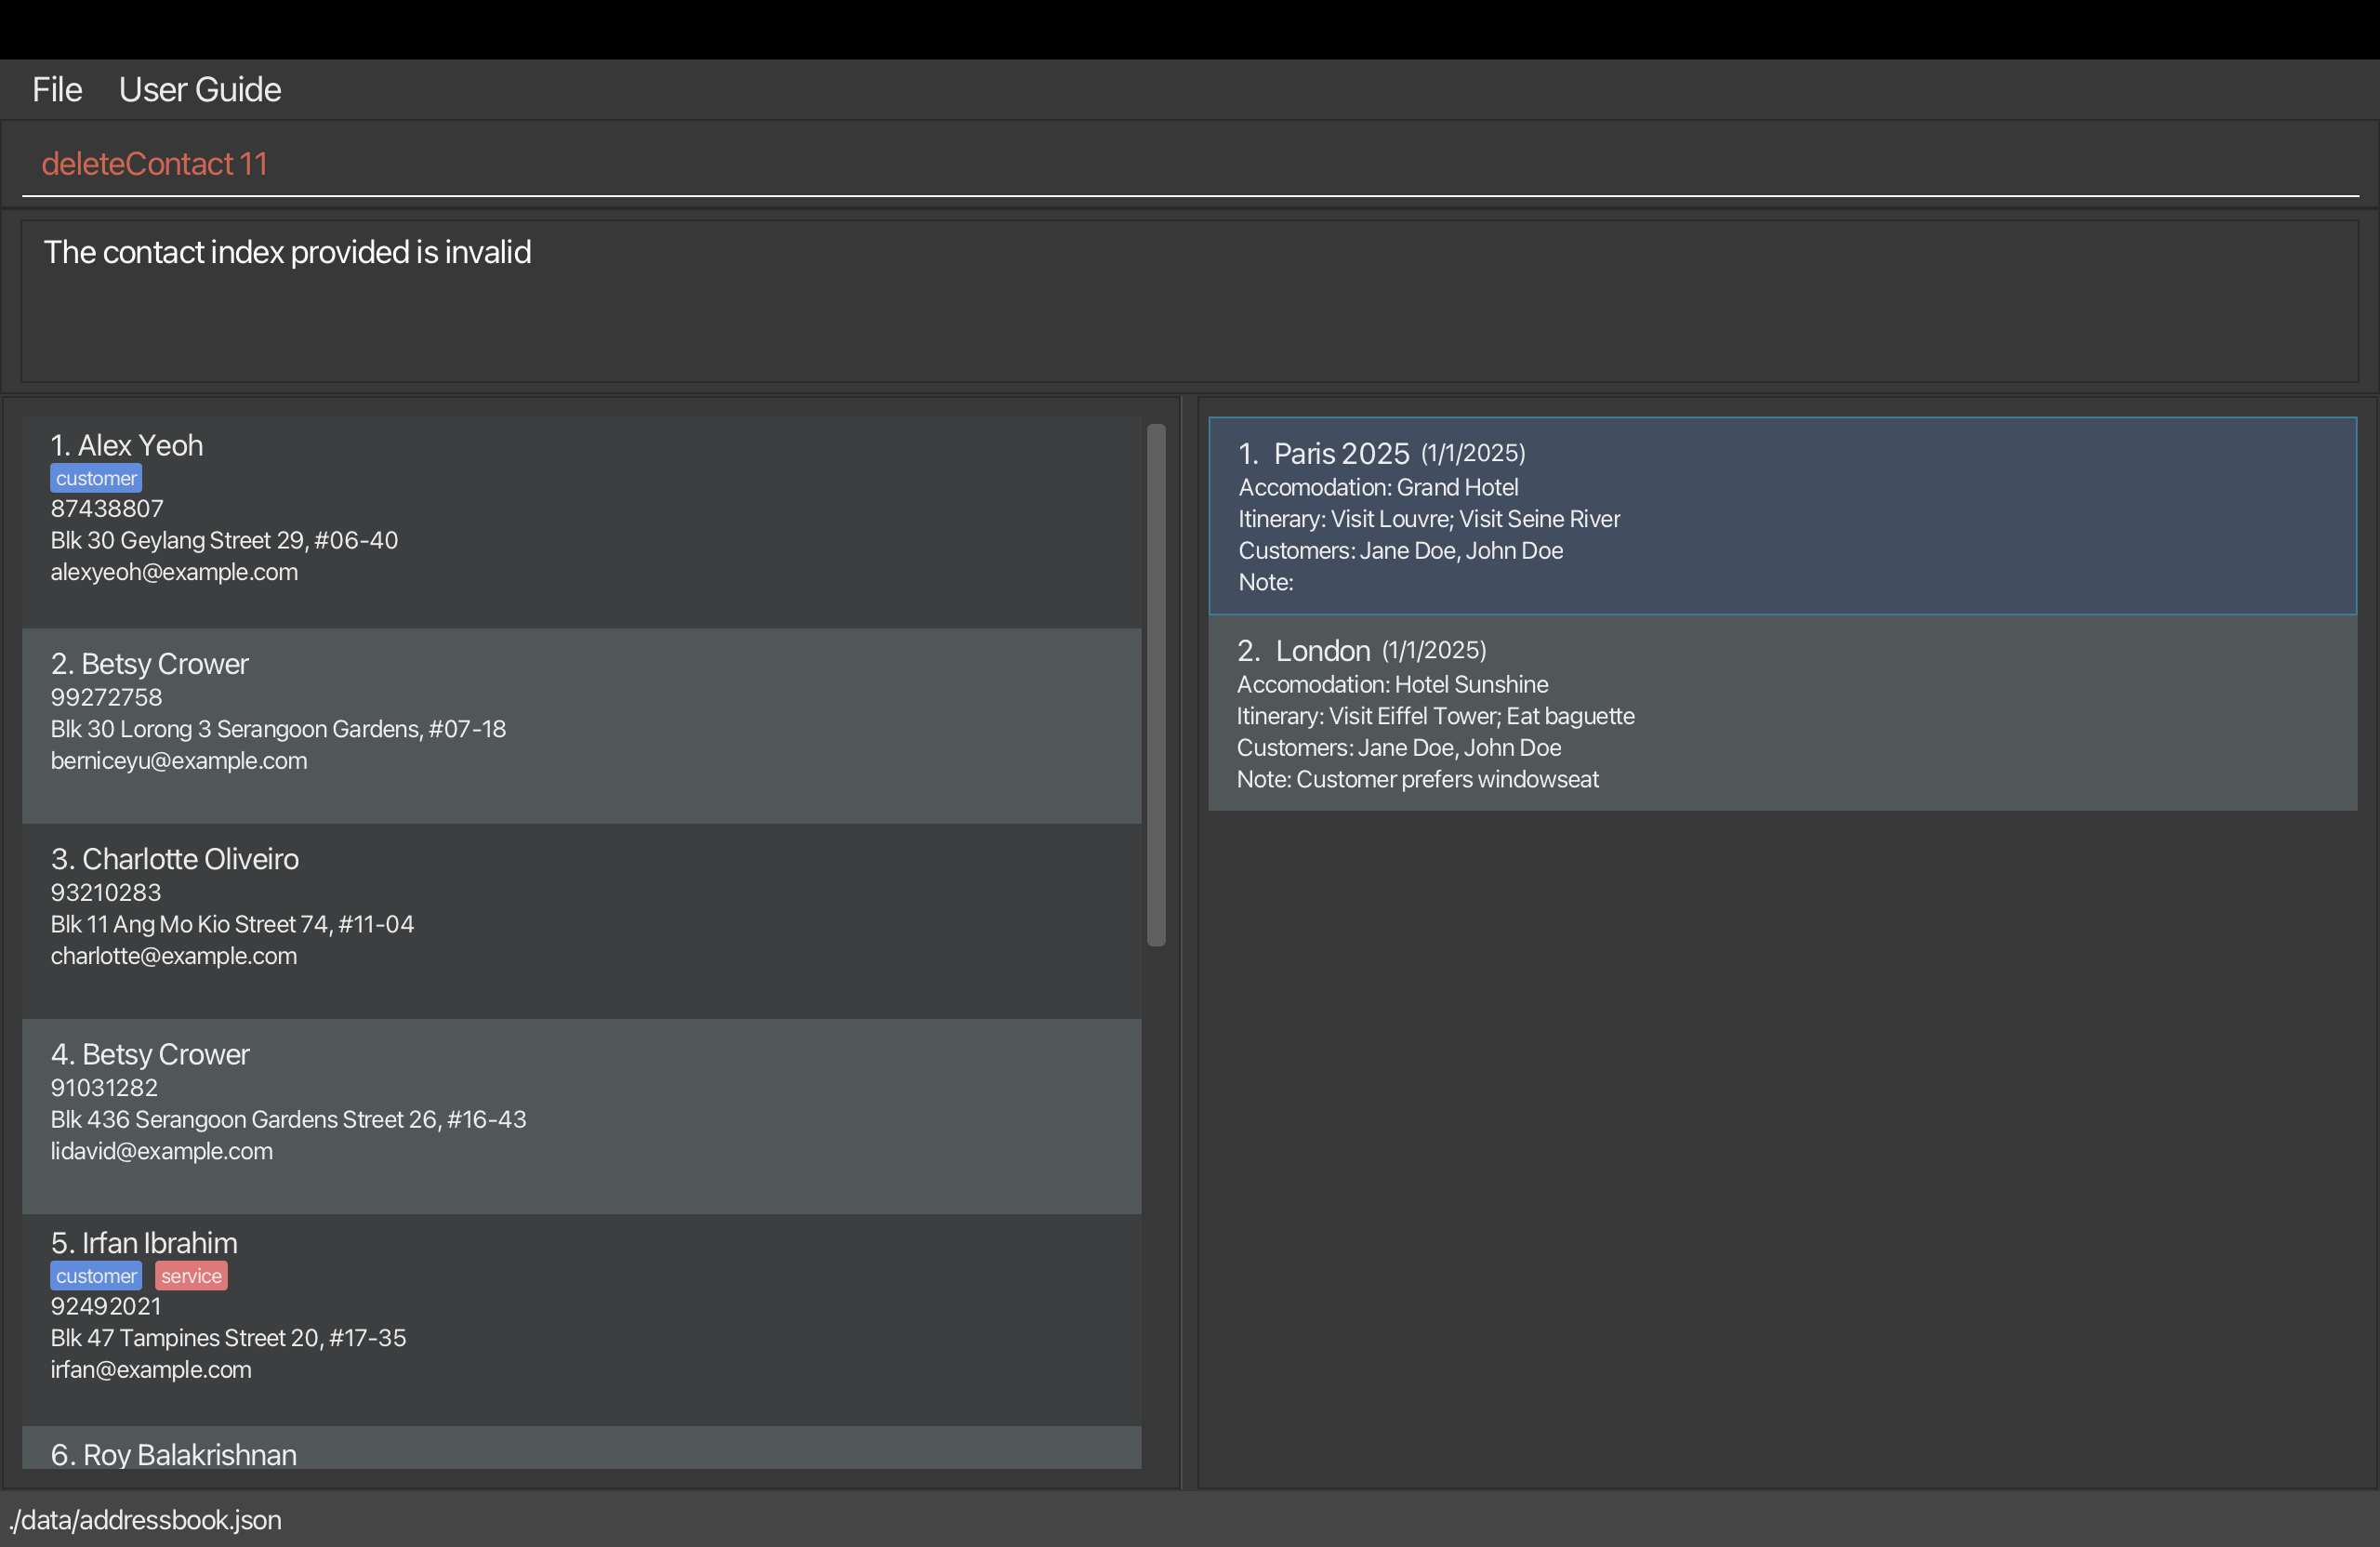 File User Guide
deleteContact 11
The contact index provided is invalid
1. Alex Yeoh
customer
87438807
Blk 30 Geylang Street 29, #06-40
alexyeoh@example.com
2. Betsy Crower
99272758
Blk 30 Lorong 3 Serangoon Gardens, #07-18
berniceyu@example.com
3. Charlotte Oliveiro
93210283
Blk 11 Ang Mo Kio Street 74, #11-04
charlotte@example.com
4. Betsy Crower
91031282
Blk 436 Serangoon Gardens Street 26, #16-43
lidavid@example.com
5. Irfan Ibrahim
customer service
92492021
Blk 47 Tampines Street 20, #17-35
irfan@example.com
6. Roy Balakrishnan
1. Paris 2025 (1/1/2025)
Accomodation: Grand Hotel
Itinerary: Visit Louvre; Visit Seine River
Customers: Jane Doe, John Doe
Note:
2. London (1/1/2025)
Accomodation: Hotel Sunshine
Itinerary: Visit Eiffel Tower; Eat baguette
Customers: Jane Doe, John Doe
Note: Customer prefers windowseat
./data/addressbook.json